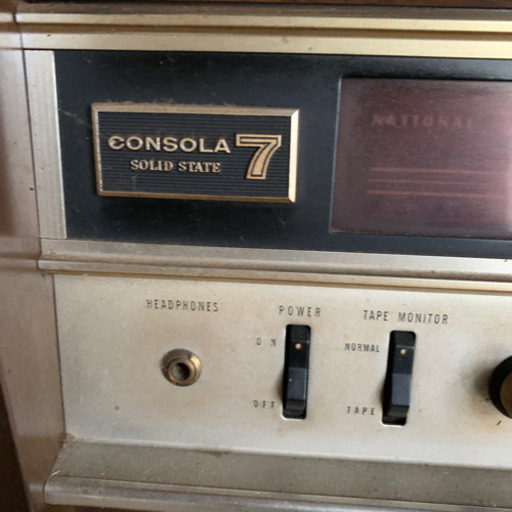 CONSOLA 7
SOLID STATE
NATIONAL
HEADPHONES
POWER
TAPE MONITOR
ON
NORMAL
OFF
TAPE